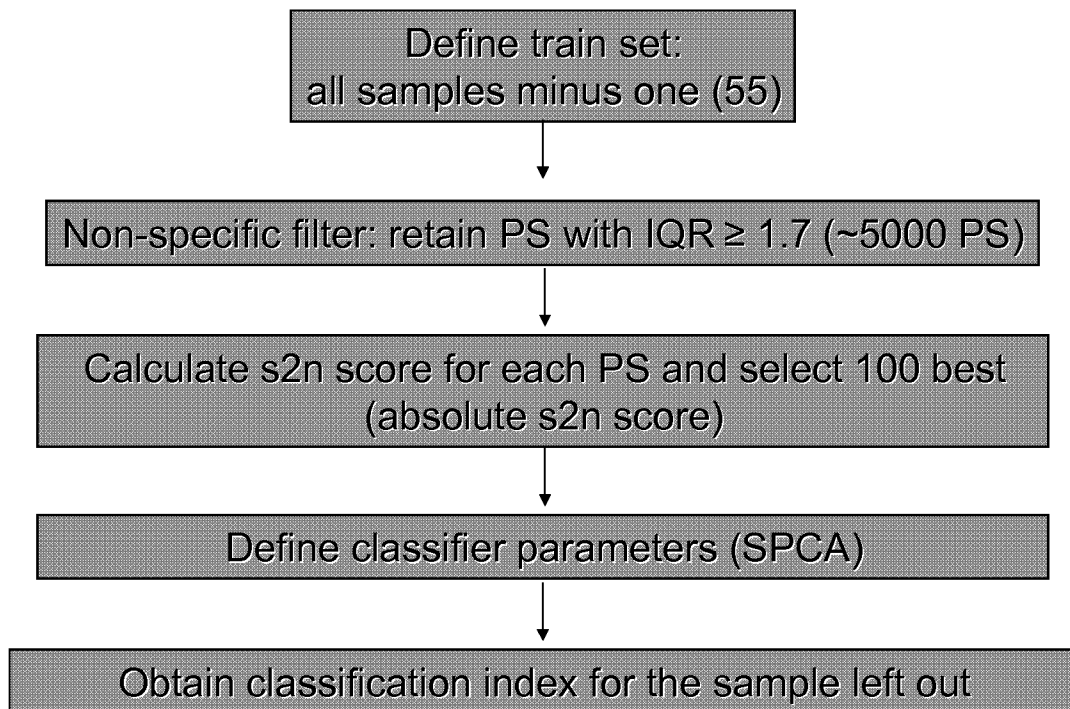 Define train set:
all samples minus one (55)
Non-specific filter: retain PS with IQR ≥ 1.7 (~5000 PS)
Calculate s2n score for each PS and select 100 best
(absolute s2n score)
Define classifier parameters (SPCA)
Obtain classification index for the sample left out